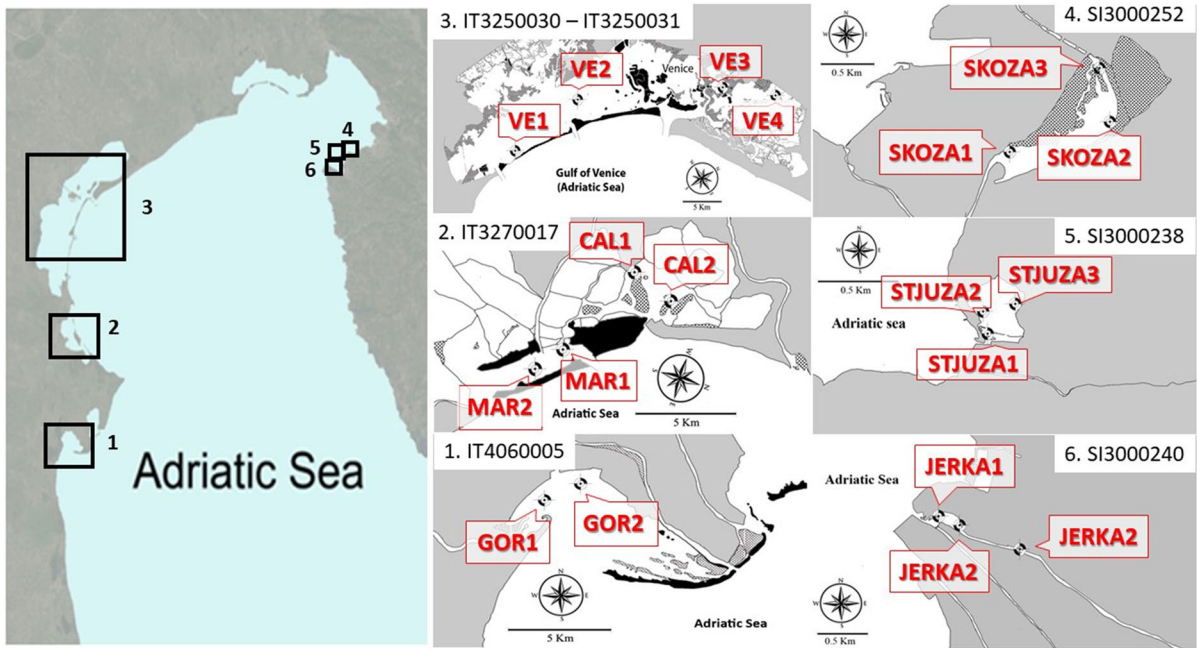 4
5
6
3
2
1
Adriatic Sea
3. IT3250030 – IT3250031
VE2
Venice
VE3
VE1
VE4
Gulf of Venice
(Adriatic Sea)
5 Km
4. SI3000252
0.5 Km
SKOZA3
SKOZA1
SKOZA2
2. IT3270017
CAL1
CAL2
MAR1
MAR2
Adriatic Sea
5 Km
5. SI3000238
0.5 Km
STJUZA3
STJUZA2
Adriatic sea
STJUZA1
1. IT4060005
GOR2
GOR1
N
W E
S
5 Km
Adriatic Sea
6. SI3000240
Adriatic Sea
JERKA1
JERKA2
JERKA2
N
W E
S
0.5 Km